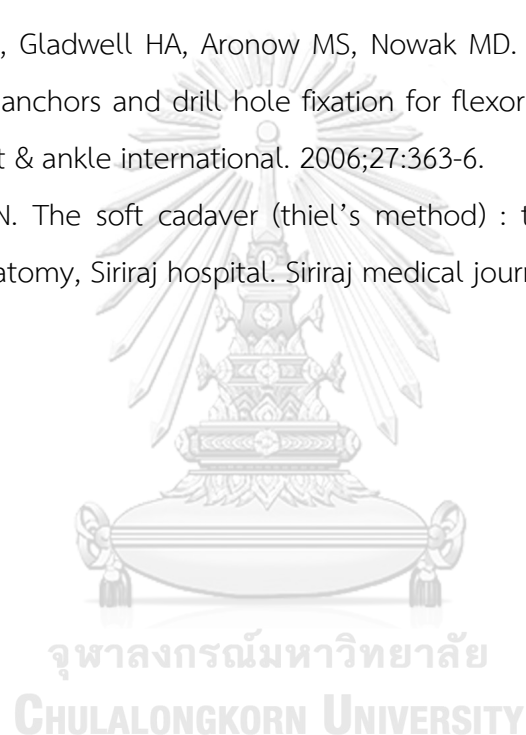 , Gladwell HA, Aronow MS, Nowak MD.
anchors and drill hole fixation for flexor
t & ankle international. 2006;27:363-6.
N. The soft cadaver (thiel's method) : t
atomy, Siriraj hospital. Siriraj medical journ
จุฬาลงกรณ์มหาวิทยาลัย
CHULALONGKORN UNIVERSITY